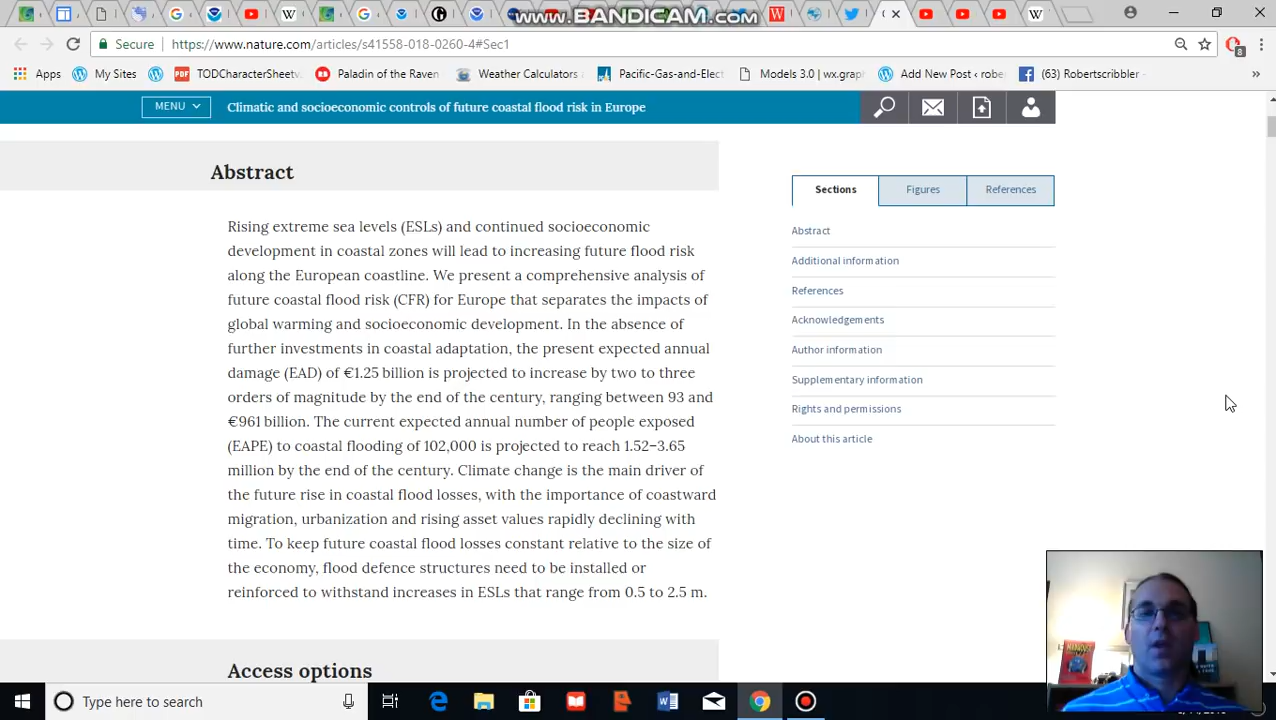 www.BANDICAM.com
Secure https://www.nature.com/articles/s41558-018-0260-4#Sec1
8
Apps My Sites TODCharacterSheetv Paladin of the Raven Weather Calculators Pacific-Gas-and-Elect Models 3.0 | wx.grap Add New Post ‹ robe (63) Robertscribbler »
MENU Climatic and socioeconomic controls of future coastal flood risk in Europe
Abstract
Rising extreme sea levels (ESLs) and continued socioeconomic
development in coastal zones will lead to increasing future flood risk
along the European coastline. We present a comprehensive analysis of
future coastal flood risk (CFR) for Europe that separates the impacts of
global warming and socioeconomic development. In the absence of
further investments in coastal adaptation, the present expected annual
damage (EAD) of €1.25 billion is projected to increase by two to three
orders of magnitude by the end of the century, ranging between 93 and
€961 billion. The current expected annual number of people exposed
(EAPE) to coastal flooding of 102,000 is projected to reach 1.52–3.65
million by the end of the century. Climate change is the main driver of
the future rise in coastal flood losses, with the importance of coastward
migration, urbanization and rising asset values rapidly declining with
time. To keep future coastal flood losses constant relative to the size of
the economy, flood defence structures need to be installed or
reinforced to withstand increases in ESLs that range from 0.5 to 2.5 m.
Access options
Sections Figures References
Abstract
Additional information
References
Acknowledgements
Author information
Supplementary information
Rights and permissions
About this article
Type here to search